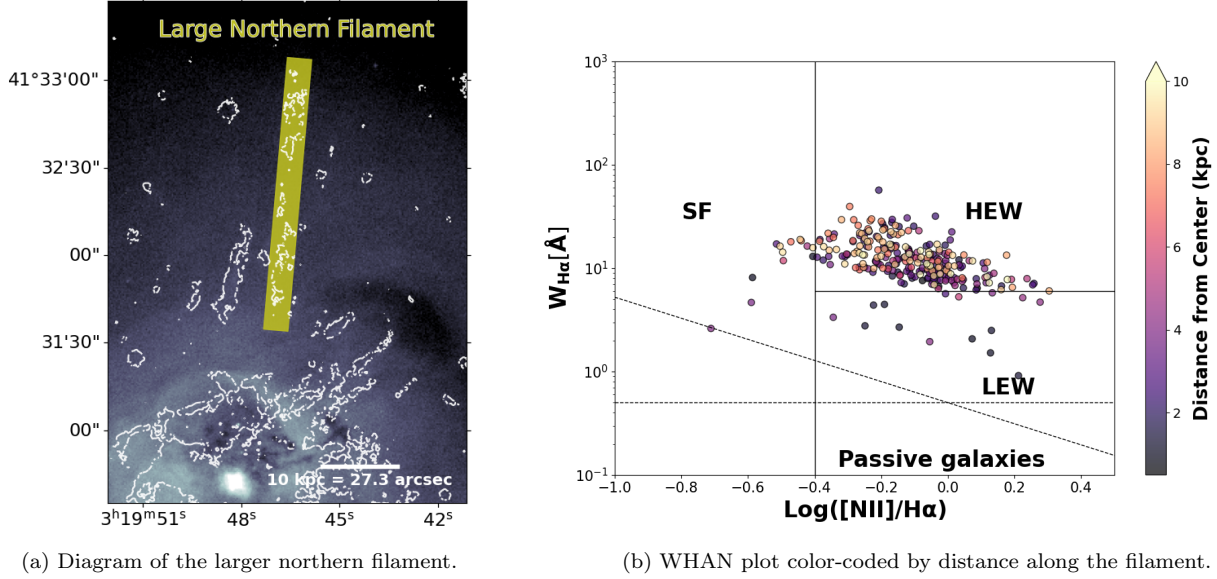 Large Northern Filament
41°33'00"
32'30"
00"
31'30"
00"
10 kpc = 27.3 arcsec
3ʰ19ᵐ51ˢ 48ˢ 45ˢ 42ˢ
(a) Diagram of the larger northern filament.
10³
10²
10¹
10⁰
10⁻¹
W_Hα[Å]
SF
HEW
LEW
Passive galaxies
−1.0 −0.8 −0.6 −0.4 −0.2 0.0 0.2 0.4
Log([NII]/Hα)
10
8
6
4
2
Distance from Center (kpc)
(b) WHAN plot color-coded by distance along the filament.